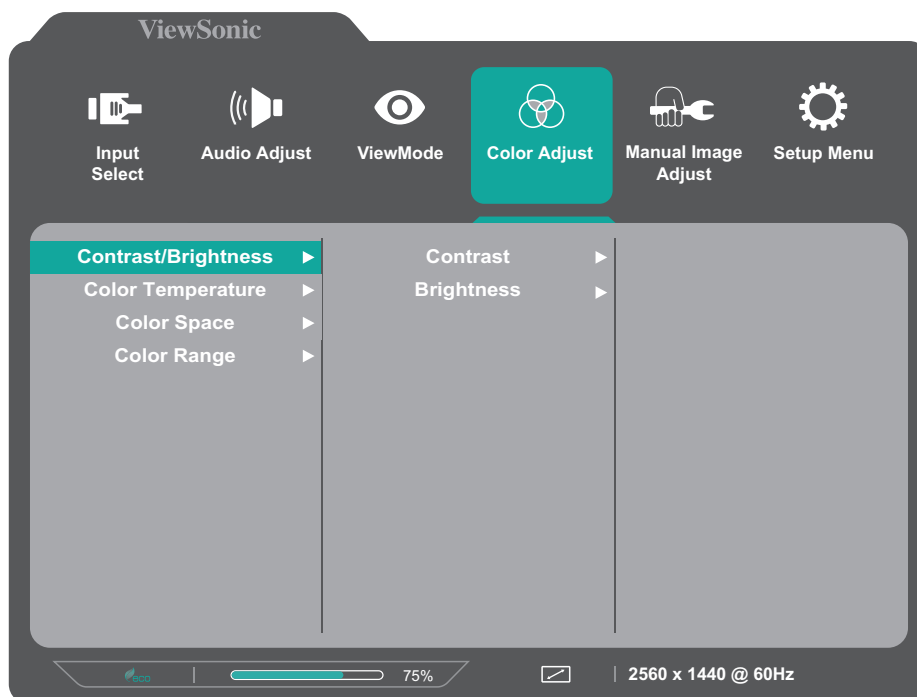 ViewSonic
Input
Select
Audio Adjust
ViewMode
Color Adjust
Manual Image
Adjust
Setup Menu
Contrast/Brightness
Color Temperature
Color Space
Color Range
Contrast
Brightness
eco
75%
2560 x 1440 @ 60Hz